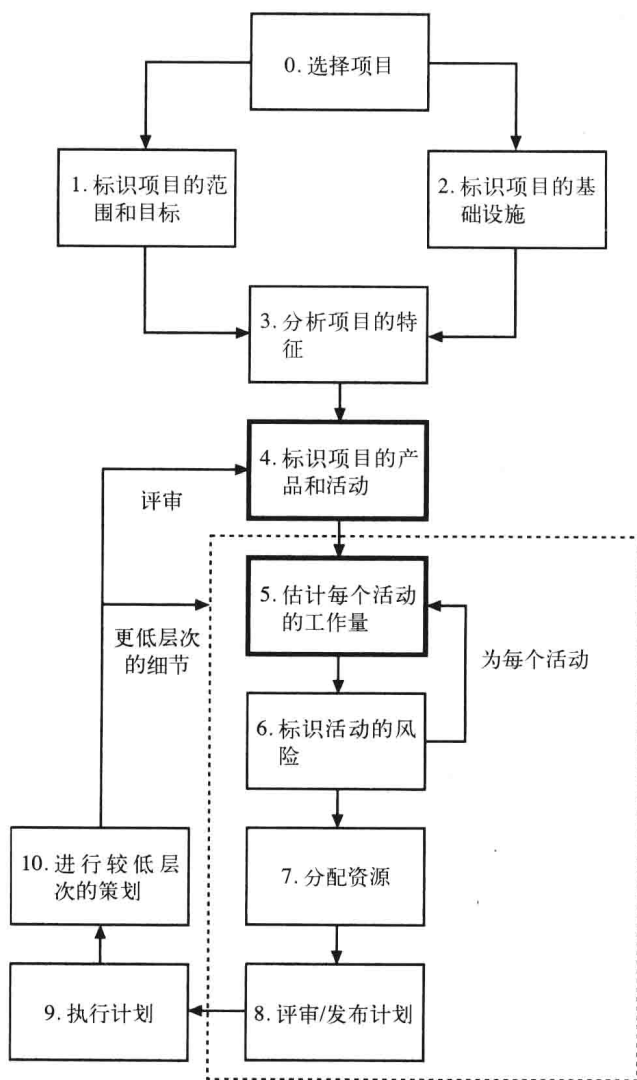 0. 选择项目
1. 标识项目的范
围和目标
2. 标识项目的基
础设施
3. 分析项目的特
征
4. 标识项目的产
品和活动
评审
5. 估计每个活动
的工作量
更低层次
的细节
为每个活动
6. 标识活动的风
险
10. 进行较低层
次的策划
7. 分配资源
9. 执行计划
8. 评审/发布计划